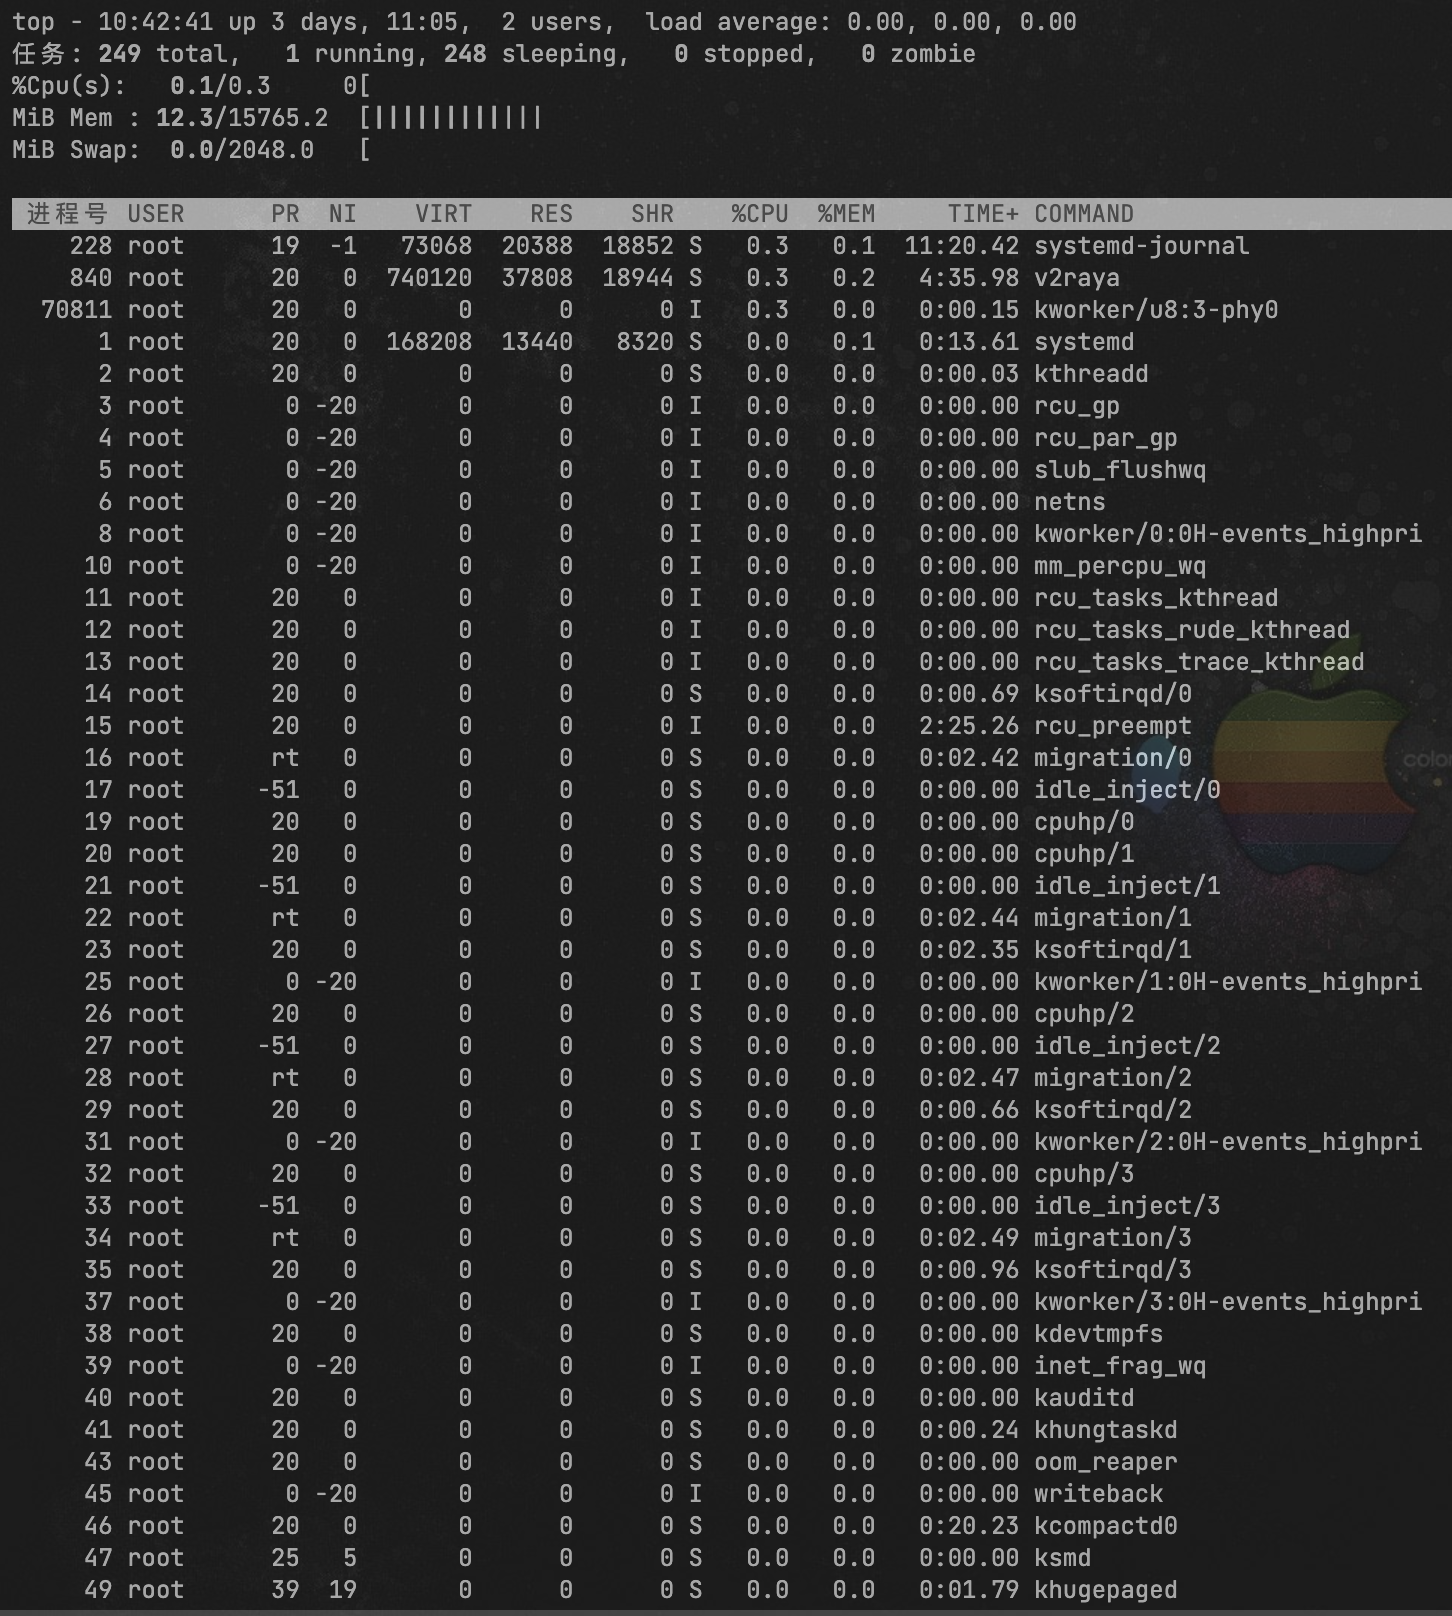 top - 10:42:41 up 3 days, 11:05,  2 users,  load average: 0.00, 0.00, 0.00
任务: 249 total,   1 running, 248 sleeping,   0 stopped,   0 zombie
%Cpu(s):   0.1/0.3     0[
MiB Mem : 12.3/15765.2  [||||||||||||
MiB Swap:  0.0/2048.0   [
进程号 USER      PR  NI    VIRT    RES    SHR    %CPU  %MEM     TIME+ COMMAND
228 root      19  -1   73068  20388  18852 S   0.3   0.1  11:20.42 systemd-journal
840 root      20   0  740120  37808  18944 S   0.3   0.2   4:35.98 v2raya
70811 root      20   0       0      0      0 I   0.3   0.0   0:00.15 kworker/u8:3-phy0
1 root      20   0  168208  13440   8320 S   0.0   0.1   0:13.61 systemd
2 root      20   0       0      0      0 S   0.0   0.0   0:00.03 kthreadd
3 root       0 -20       0      0      0 I   0.0   0.0   0:00.00 rcu_gp
4 root       0 -20       0      0      0 I   0.0   0.0   0:00.00 rcu_par_gp
5 root       0 -20       0      0      0 I   0.0   0.0   0:00.00 slub_flushwq
6 root       0 -20       0      0      0 I   0.0   0.0   0:00.00 netns
8 root       0 -20       0      0      0 I   0.0   0.0   0:00.00 kworker/0:0H-events_highpri
10 root       0 -20       0      0      0 I   0.0   0.0   0:00.00 mm_percpu_wq
11 root      20   0       0      0      0 I   0.0   0.0   0:00.00 rcu_tasks_kthread
12 root      20   0       0      0      0 I   0.0   0.0   0:00.00 rcu_tasks_rude_kthread
13 root      20   0       0      0      0 I   0.0   0.0   0:00.00 rcu_tasks_trace_kthread
14 root      20   0       0      0      0 S   0.0   0.0   0:00.69 ksoftirqd/0
15 root      20   0       0      0      0 I   0.0   0.0   2:25.26 rcu_preempt
16 root      rt   0       0      0      0 S   0.0   0.0   0:02.42 migration/0
17 root     -51   0       0      0      0 S   0.0   0.0   0:00.00 idle_inject/0
19 root      20   0       0      0      0 S   0.0   0.0   0:00.00 cpuhp/0
20 root      20   0       0      0      0 S   0.0   0.0   0:00.00 cpuhp/1
21 root     -51   0       0      0      0 S   0.0   0.0   0:00.00 idle_inject/1
22 root      rt   0       0      0      0 S   0.0   0.0   0:02.44 migration/1
23 root      20   0       0      0      0 S   0.0   0.0   0:02.35 ksoftirqd/1
25 root       0 -20       0      0      0 I   0.0   0.0   0:00.00 kworker/1:0H-events_highpri
26 root      20   0       0      0      0 S   0.0   0.0   0:00.00 cpuhp/2
27 root     -51   0       0      0      0 S   0.0   0.0   0:00.00 idle_inject/2
28 root      rt   0       0      0      0 S   0.0   0.0   0:02.47 migration/2
29 root      20   0       0      0      0 S   0.0   0.0   0:00.66 ksoftirqd/2
31 root       0 -20       0      0      0 I   0.0   0.0   0:00.00 kworker/2:0H-events_highpri
32 root      20   0       0      0      0 S   0.0   0.0   0:00.00 cpuhp/3
33 root     -51   0       0      0      0 S   0.0   0.0   0:00.00 idle_inject/3
34 root      rt   0       0      0      0 S   0.0   0.0   0:02.49 migration/3
35 root      20   0       0      0      0 S   0.0   0.0   0:00.96 ksoftirqd/3
37 root       0 -20       0      0      0 I   0.0   0.0   0:00.00 kworker/3:0H-events_highpri
38 root      20   0       0      0      0 S   0.0   0.0   0:00.00 kdevtmpfs
39 root       0 -20       0      0      0 I   0.0   0.0   0:00.00 inet_frag_wq
40 root      20   0       0      0      0 S   0.0   0.0   0:00.00 kauditd
41 root      20   0       0      0      0 S   0.0   0.0   0:00.24 khungtaskd
43 root      20   0       0      0      0 S   0.0   0.0   0:00.00 oom_reaper
45 root       0 -20       0      0      0 I   0.0   0.0   0:00.00 writeback
46 root      20   0       0      0      0 S   0.0   0.0   0:20.23 kcompactd0
47 root      25   5       0      0      0 S   0.0   0.0   0:00.00 ksmd
49 root      39  19       0      0      0 S   0.0   0.0   0:01.79 khugepaged